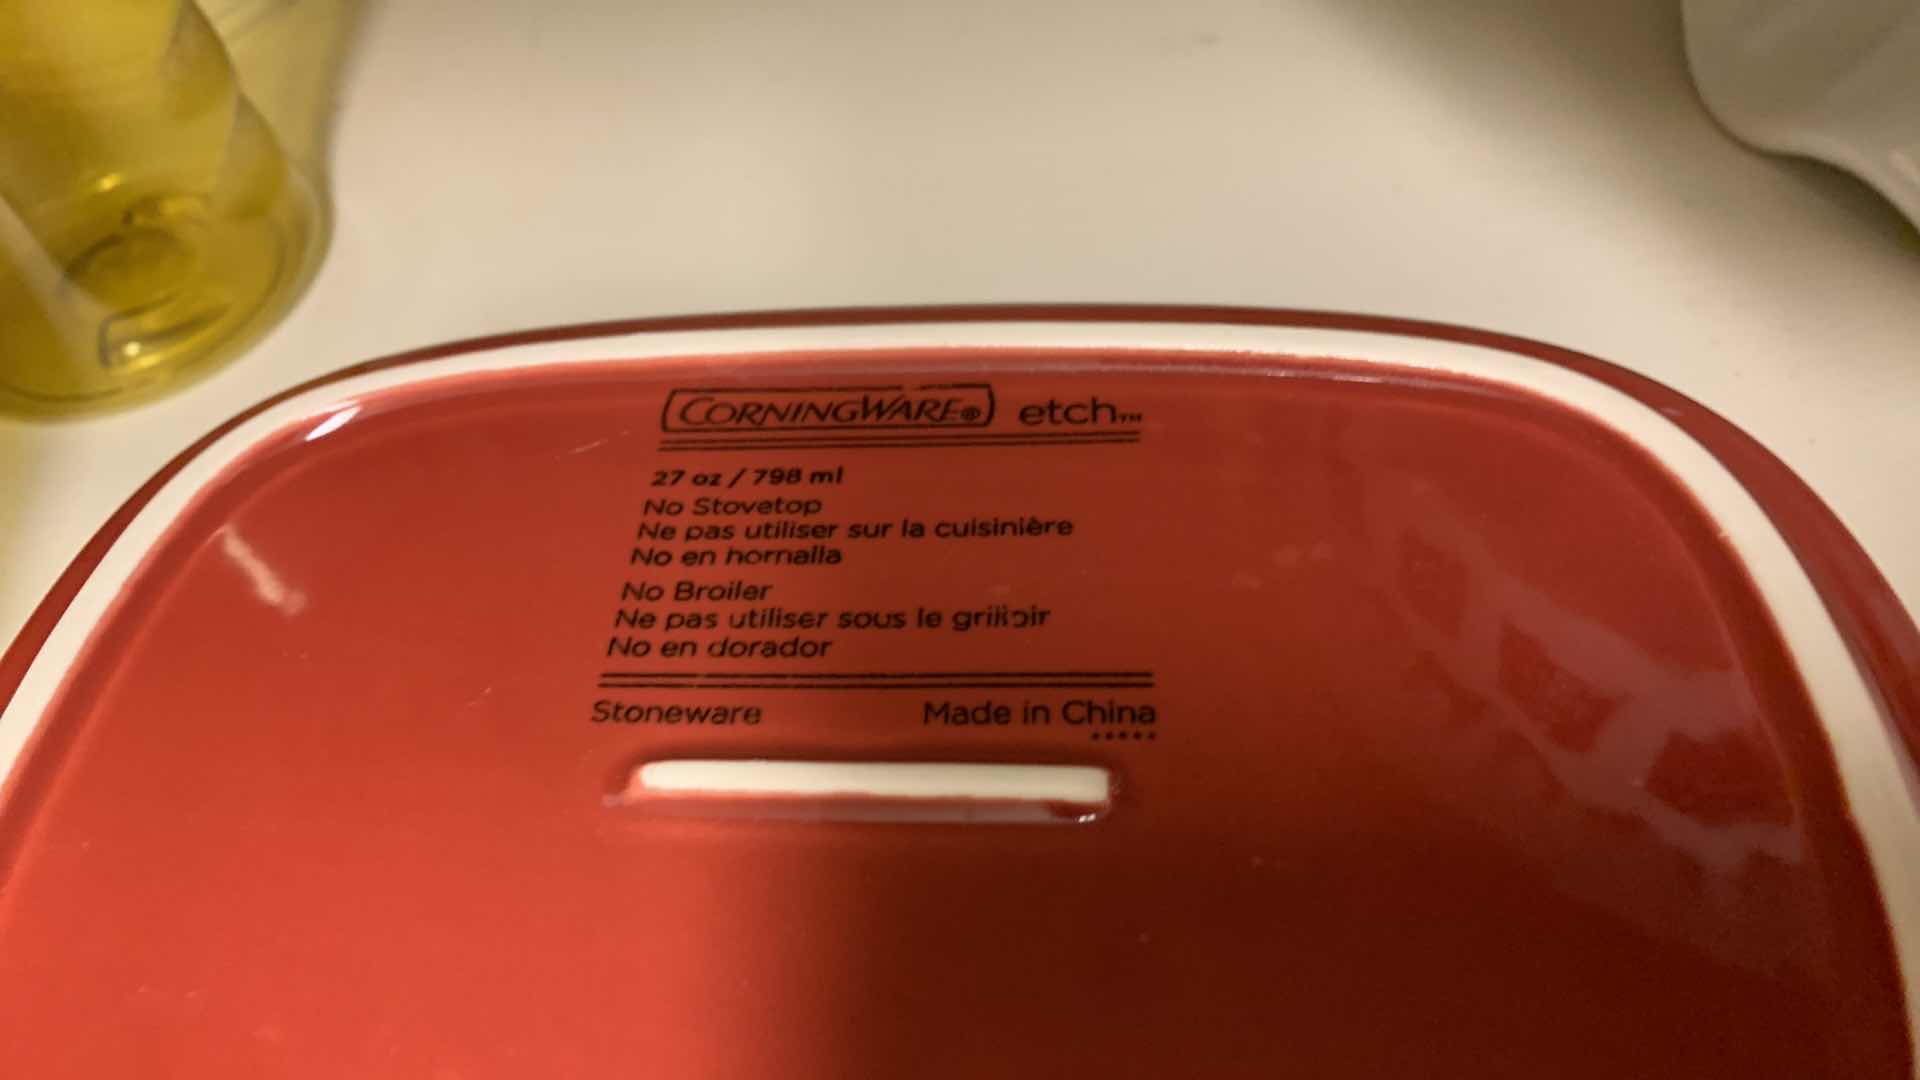 CORNINGWARE® etch™
27 oz / 798 ml
No Stovetop
Ne pas utiliser sur la cuisinière
No en hornalla
No Broiler
Ne pas utiliser sous le grilloir
No en dorador
Stoneware Made in China